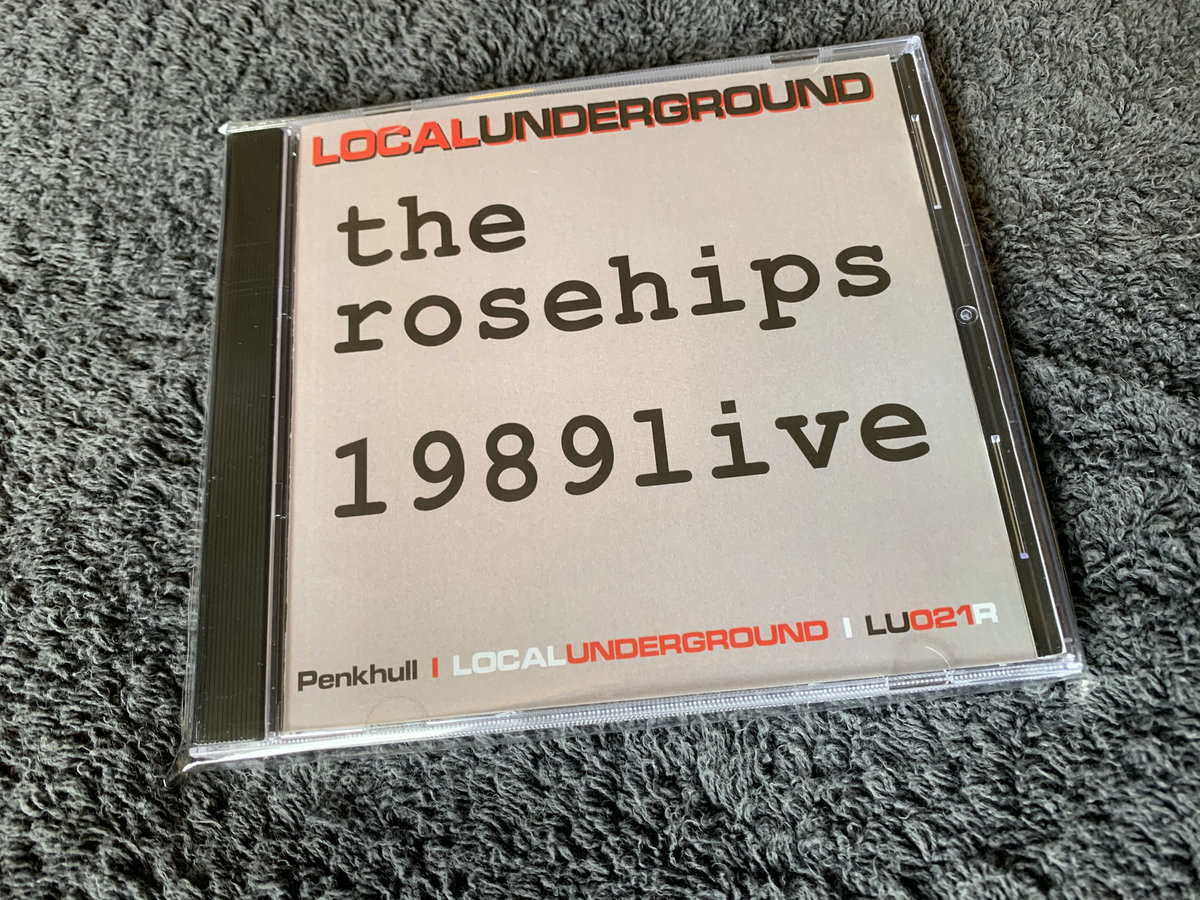 LOCALUNDERGROUND
the
rosehips
1989live
Penkhull | LOCALUNDERGROUND | LU021R